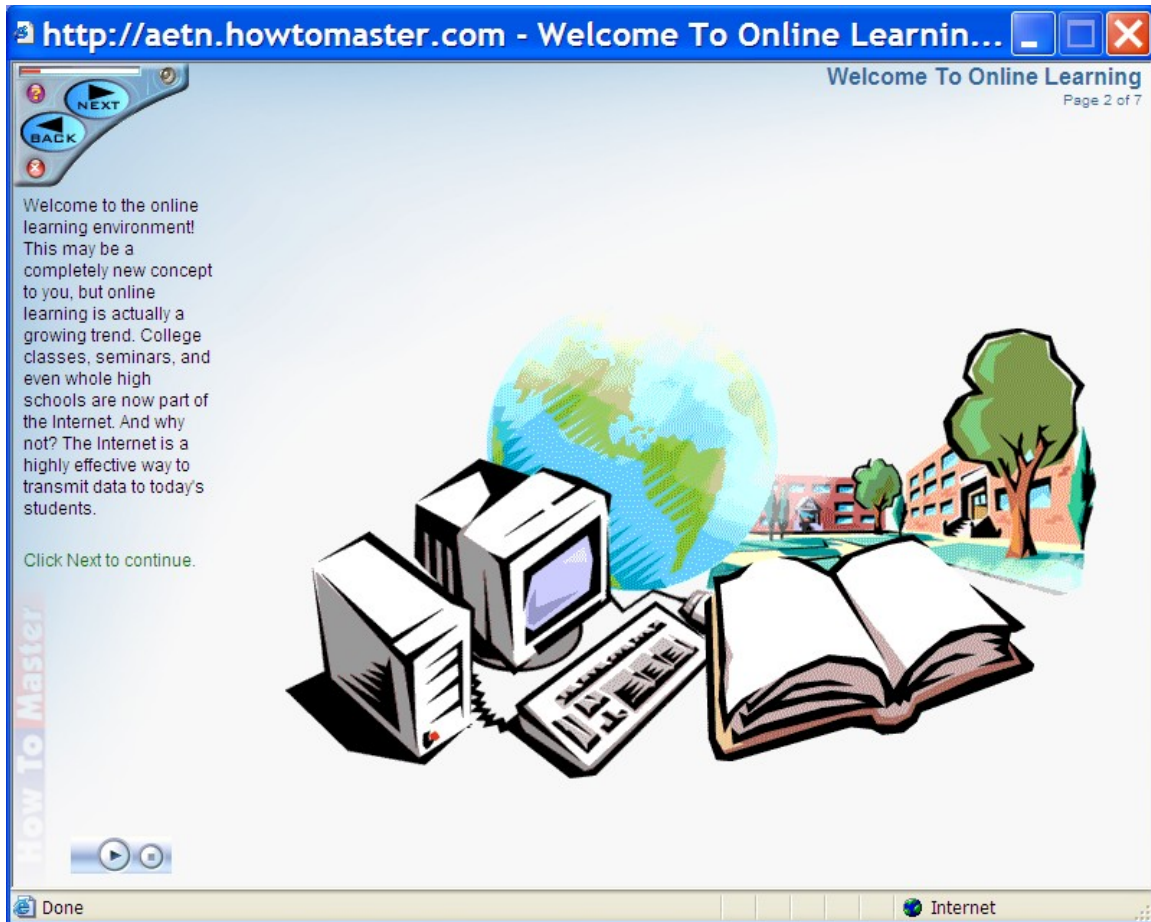 http://aetn.howtomaster.com - Welcome To Online Learnin...
Welcome To Online Learning
Page 2 of 7
NEXT
BACK
Welcome to the online
learning environment!
This may be a
completely new concept
to you, but online
learning is actually a
growing trend. College
classes, seminars, and
even whole high
schools are now part of
the Internet. And why
not? The Internet is a
highly effective way to
transmit data to today's
students.
Click Next to continue.
How To Master
Done
Internet